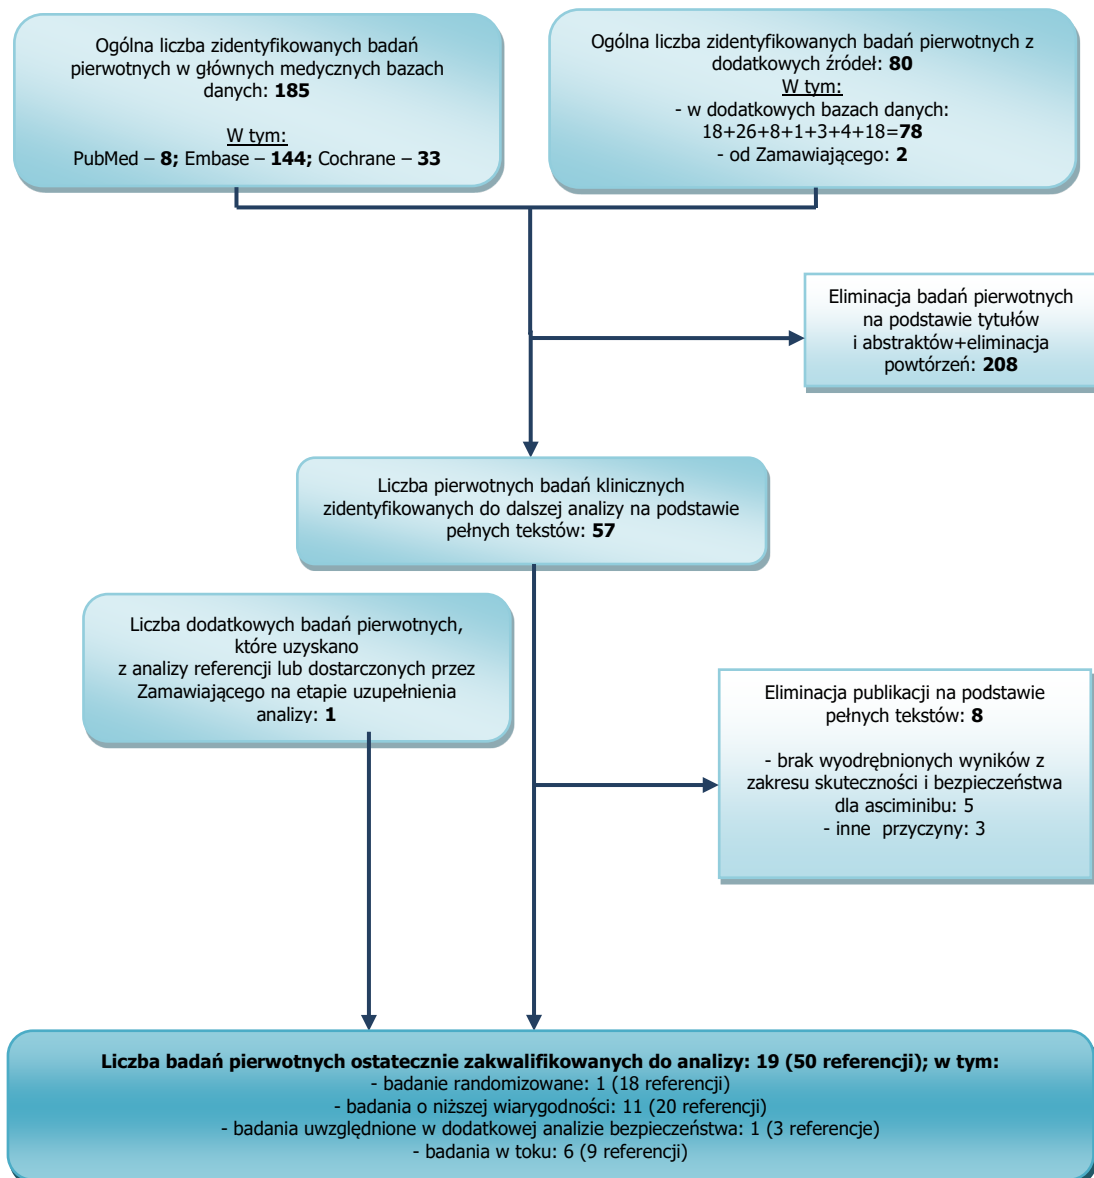 Ogólna liczba zidentyfikowanych badań
pierwotnych w głównych medycznych bazach
danych: 185
W tym:
PubMed – 8; Embase – 144; Cochrane – 33
Ogólna liczba zidentyfikowanych badań pierwotnych z
dodatkowych źródeł: 80
W tym:
- w dodatkowych bazach danych:
18+26+8+1+3+4+18=78
- od Zamawiającego: 2
Eliminacja badań pierwotnych
na podstawie tytułów
i abstraktów+eliminacja
powtórzeń: 208
Liczba pierwotnych badań klinicznych
zidentyfikowanych do dalszej analizy na podstawie
pełnych tekstów: 57
Liczba dodatkowych badań pierwotnych,
które uzyskano
z analizy referencji lub dostarczonych przez
Zamawiającego na etapie uzupełnienia
analizy: 1
Eliminacja publikacji na podstawie
pełnych tekstów: 8
- brak wyodrębnionych wyników z
zakresu skuteczności i bezpieczeństwa
dla asciminibu: 5
- inne przyczyny: 3
Liczba badań pierwotnych ostatecznie zakwalifikowanych do analizy: 19 (50 referencji); w tym:
- badanie randomizowane: 1 (18 referencji)
- badania o niższej wiarygodności: 11 (20 referencji)
- badania uwzględnione w dodatkowej analizie bezpieczeństwa: 1 (3 referencje)
- badania w toku: 6 (9 referencji)